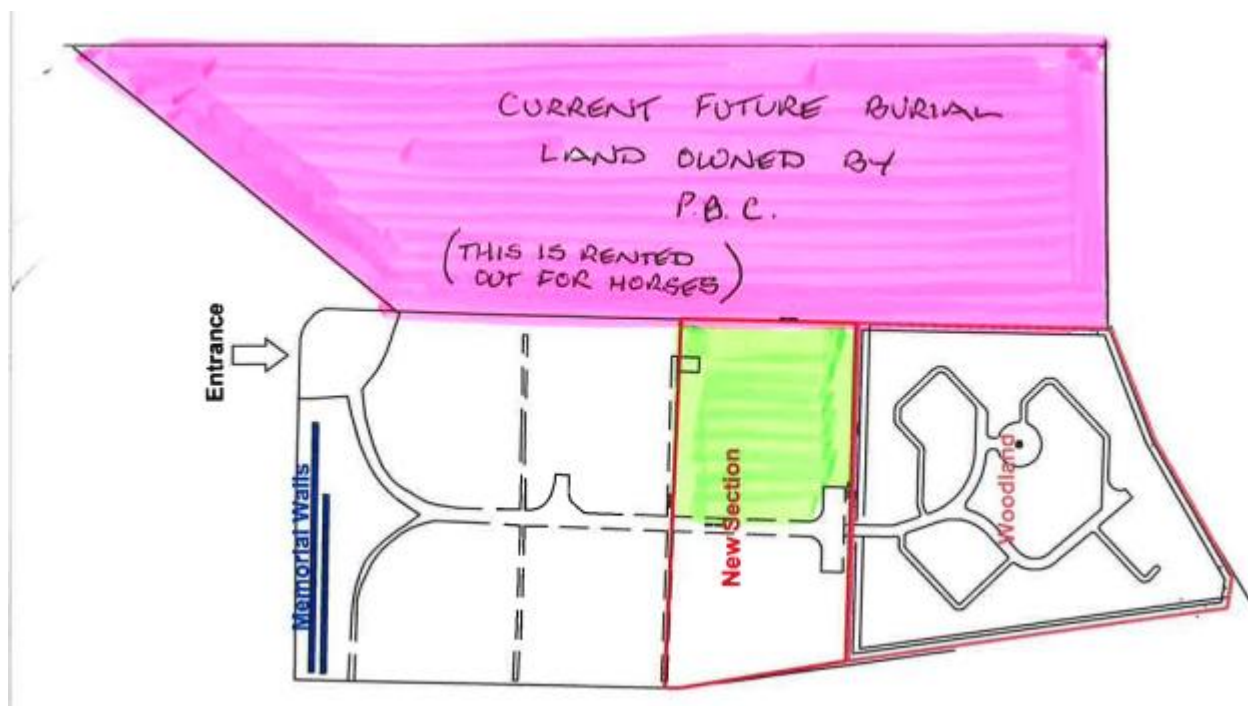 CURRENT FUTURE BURIAL
LAND OWNED BY
P.B.C.
(THIS IS RENTED
OUT FOR HORSES)
Entrance
Memorial Walls
New Section
Woodland